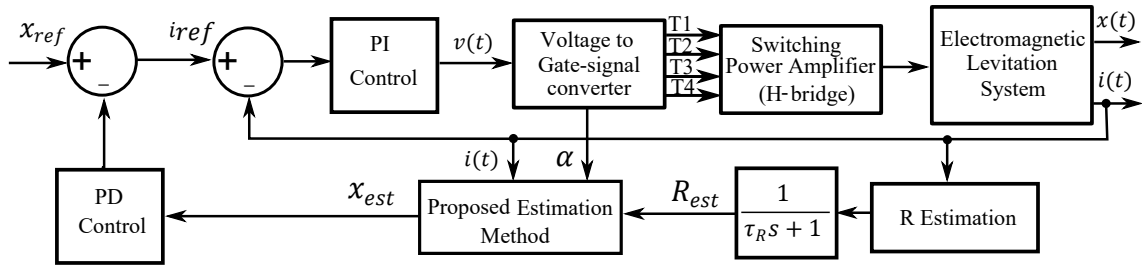 x_ref
+
−
iref
+
−
PI
Control
v(t)
Voltage to
Gate-signal
converter
T1
T2
T3
T4
Switching
Power Amplifier
(H-bridge)
Electromagnetic
Levitation
System
x(t)
i(t)
PD
Control
x_est
i(t)
α
Proposed Estimation
Method
R_est
1
τ_R s + 1
R Estimation